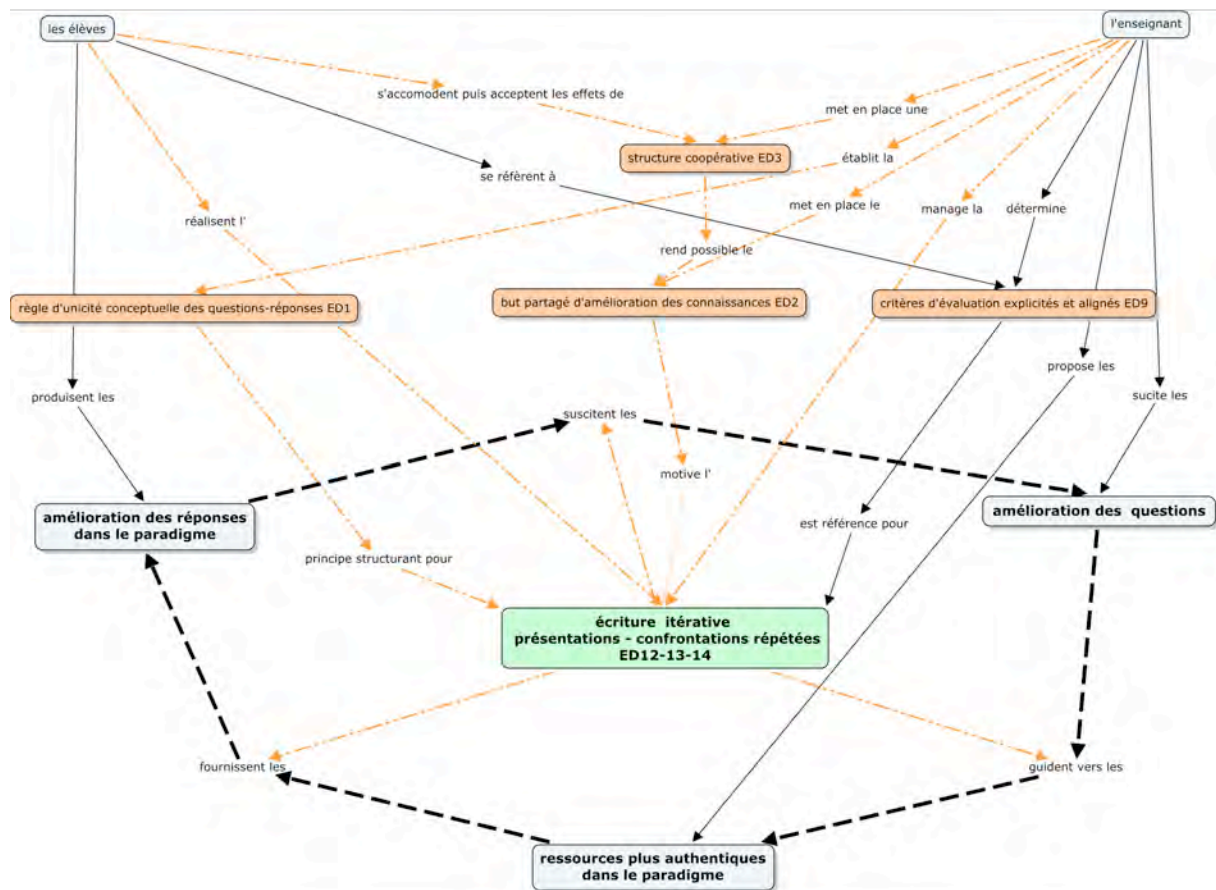 les élèves
l'enseignant
s'accomodent puis acceptent les effets de
met en place une
structure coopérative ED3
établit la
se réfèrent à
met en place le
manage la
détermine
réalisent l'
rend possible le
règle d'unicité conceptuelle des questions-réponses ED1
but partagé d'amélioration des connaissances ED2
critères d'évaluation explicités et alignés ED9
propose les
produisent les
sucite les
suscitent les
motive l'
amélioration des réponses
dans le paradigme
amélioration des questions
est référence pour
principe structurant pour
écriture itérative
présentations - confrontations répétées
ED12-13-14
fournissent les
guident vers les
ressources plus authentiques
dans le paradigme